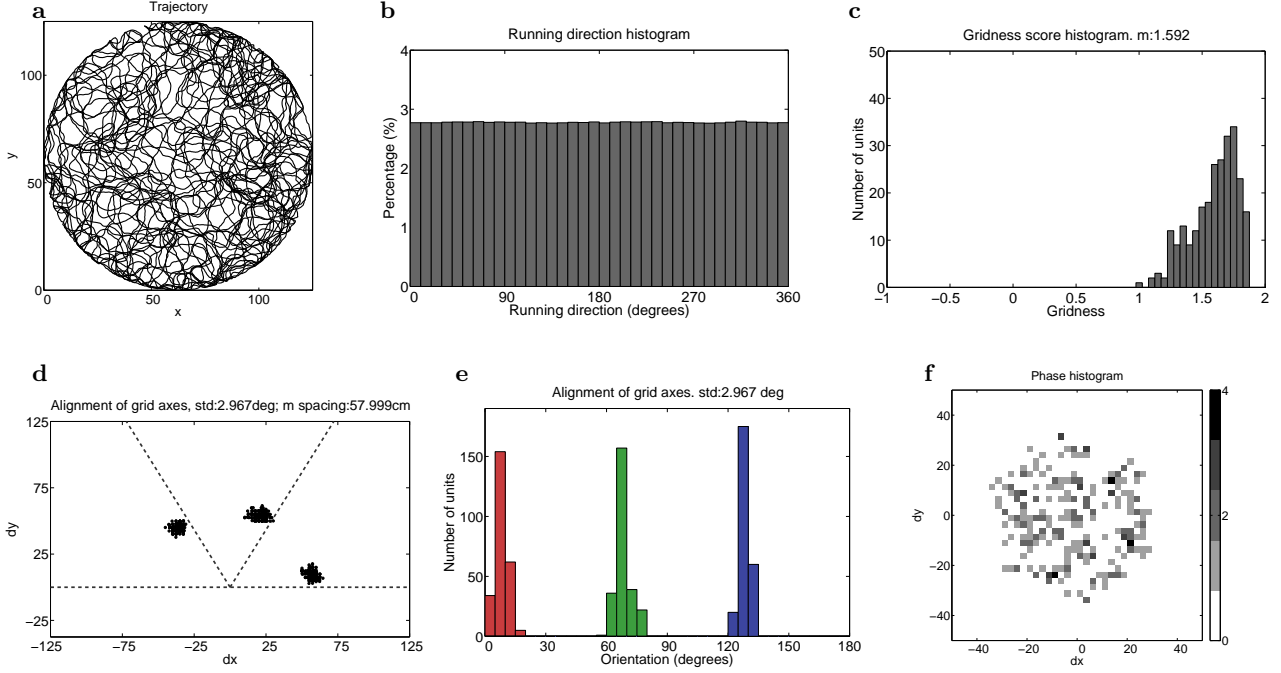 a
Trajectory
y
100
50
0
0
50
100
x
b
Running direction histogram
Percentage (%)
4
3
2
1
0
0
90
180
270
360
Running direction (degrees)
c
Gridness score histogram. m:1.592
Number of units
50
40
30
20
10
0
−1
−0.5
0
0.5
1
1.5
2
Gridness
d
Alignment of grid axes, std:2.967deg; m spacing:57.999cm
dy
125
75
25
−25
−125
−75
−25
25
75
125
dx
e
Alignment of grid axes. std:2.967 deg
Number of units
150
100
50
0
0
30
60
90
120
150
180
Orientation (degrees)
f
Phase histogram
dy
40
20
0
−20
−40
−40
−20
0
20
40
dx
4
2
0